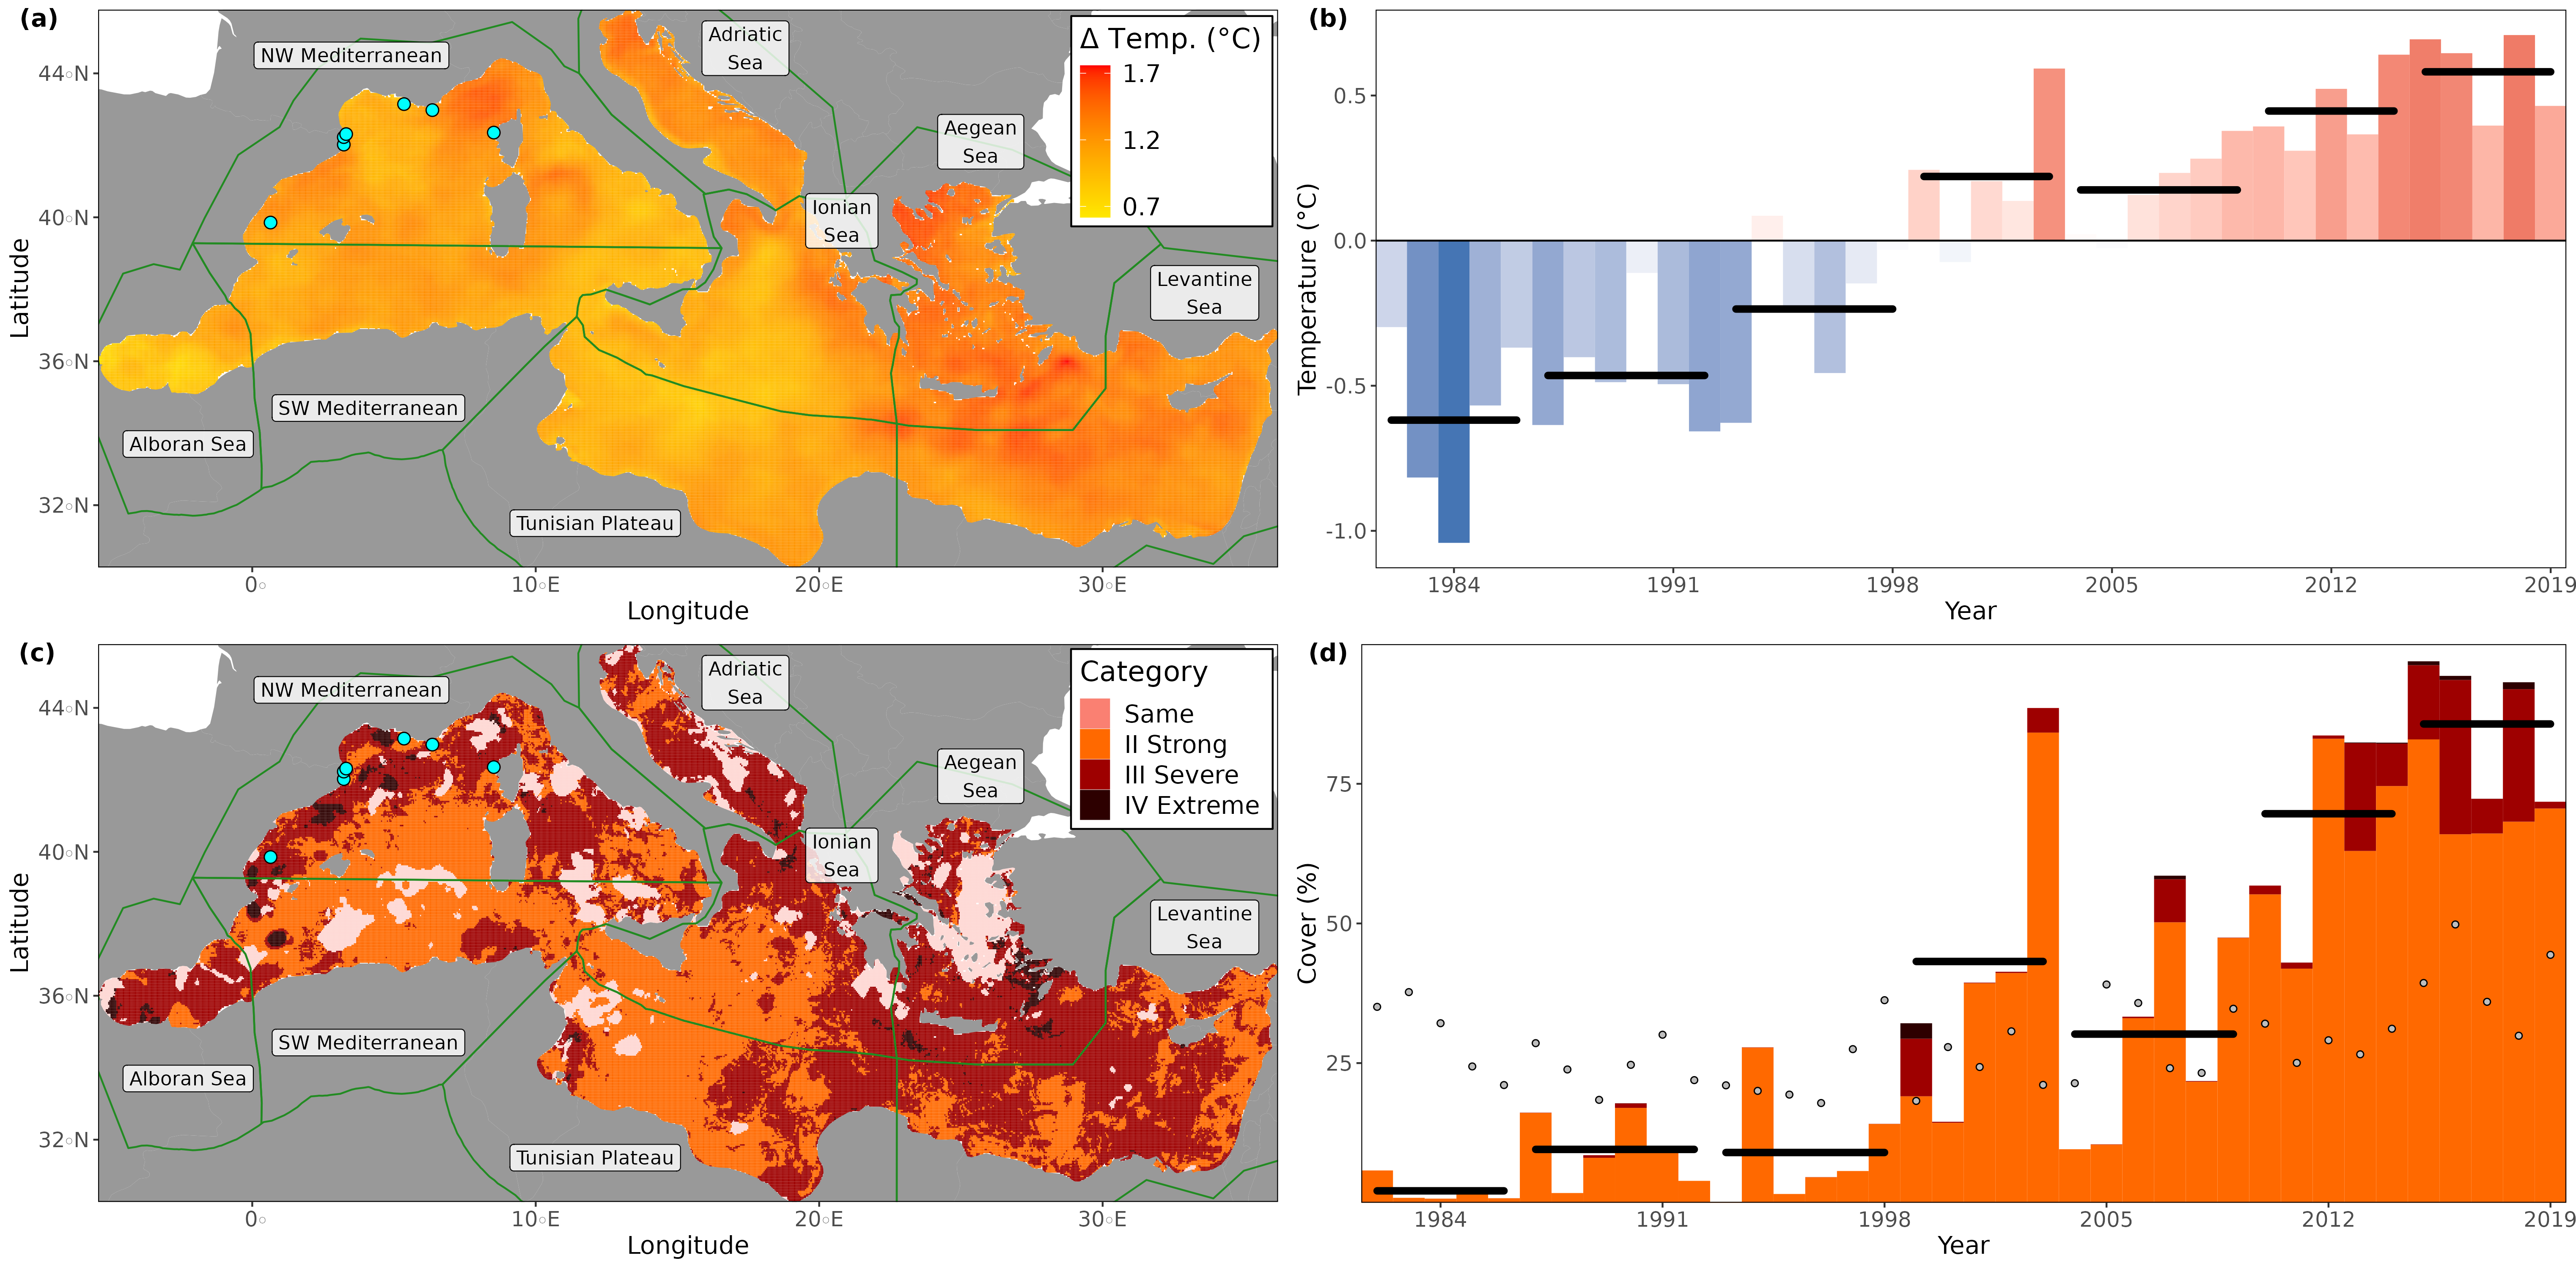 (a)
NW Mediterranean
Adriatic
Sea
Aegean
Sea
Ionian
Sea
Levantine
Sea
SW Mediterranean
Alboran Sea
Tunisian Plateau
Δ Temp. (°C)
1.7
1.2
0.7
44◦N
40◦N
36◦N
32◦N
Latitude
0◦
10◦E
20◦E
30◦E
Longitude
(b)
0.5
0.0
-0.5
-1.0
Temperature (°C)
1984
1991
1998
2005
2012
2019
Year
(c)
NW Mediterranean
Adriatic
Sea
Aegean
Sea
Ionian
Sea
Levantine
Sea
SW Mediterranean
Alboran Sea
Tunisian Plateau
Category
Same
II Strong
III Severe
IV Extreme
44◦N
40◦N
36◦N
32◦N
Latitude
0◦
10◦E
20◦E
30◦E
Longitude
(d)
75
50
25
Cover (%)
1984
1991
1998
2005
2012
2019
Year